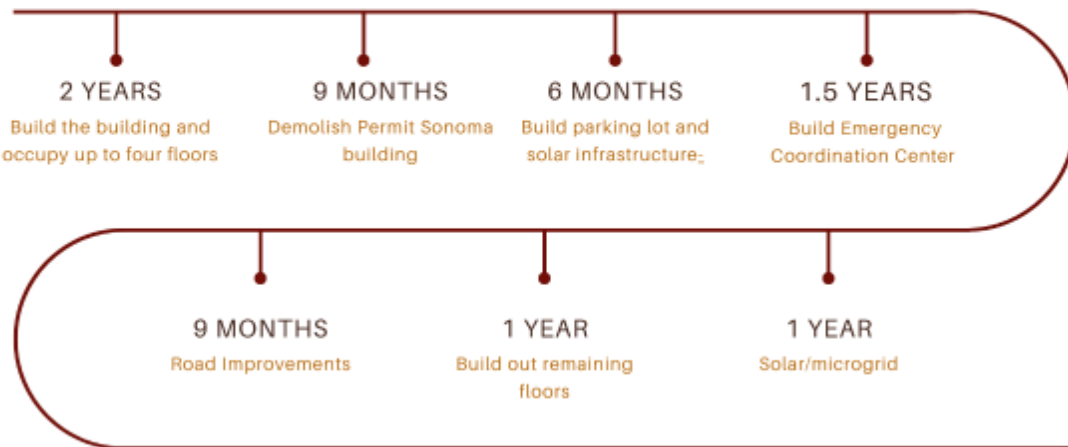 2 YEARS
Build the building and
occupy up to four floors
9 MONTHS
Demolish Permit Sonoma
building
6 MONTHS
Build parking lot and
solar infrastructure:
1.5 YEARS
Build Emergency
Coordination Center
9 MONTHS
Road Improvements
1 YEAR
Build out remaining
floors
1 YEAR
Solar/microgrid